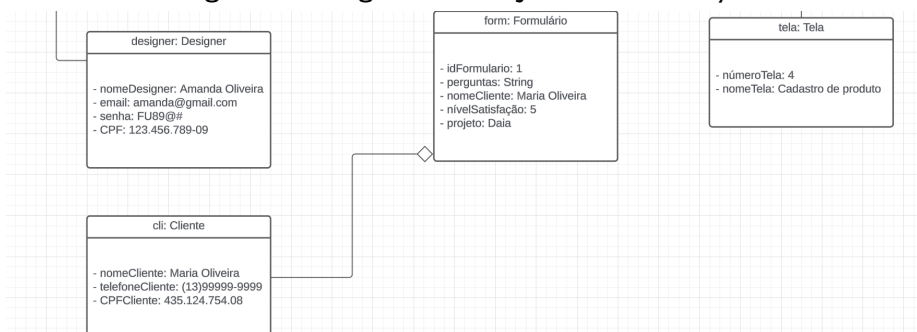 designer: Designer
- nomeDesigner: Amanda Oliveira
- email: amanda@gmail.com
- senha: FU89@#
- CPF: 123.456.789-09
form: Formulário
- idFormulario: 1
- perguntas: String
- nomeCliente: Maria Oliveira
- nívelSatisfação: 5
- projeto: Daia
tela: Tela
- númeroTela: 4
- nomeTela: Cadastro de produto
cli: Cliente
- nomeCliente: Maria Oliveira
- telefoneCliente: (13)99999-9999
- CPFCliente: 435.124.754.08